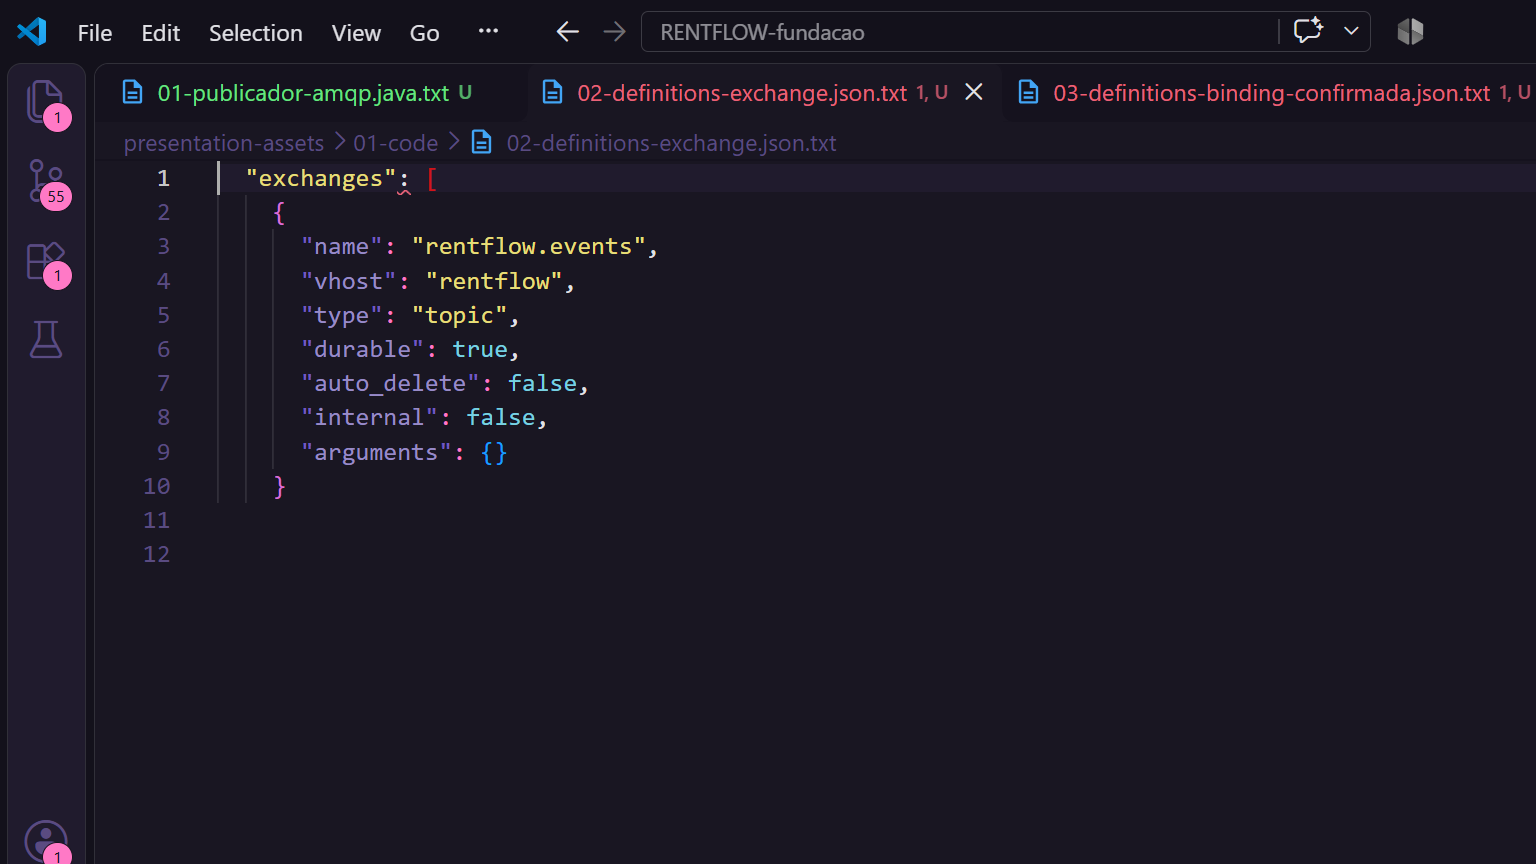 File Edit Selection View Go ··· RENTFLOW-fundacao
01-publicador-amqp.java.txt U 02-definitions-exchange.json.txt 1, U 03-definitions-binding-confirmada.json.txt 1, U
presentation-assets > 01-code > 02-definitions-exchange.json.txt
1 "exchanges": [
2 {
3 "name": "rentflow.events",
4 "vhost": "rentflow",
5 "type": "topic",
6 "durable": true,
7 "auto_delete": false,
8 "internal": false,
9 "arguments": {}
10 }
11
12
1
55
1
1